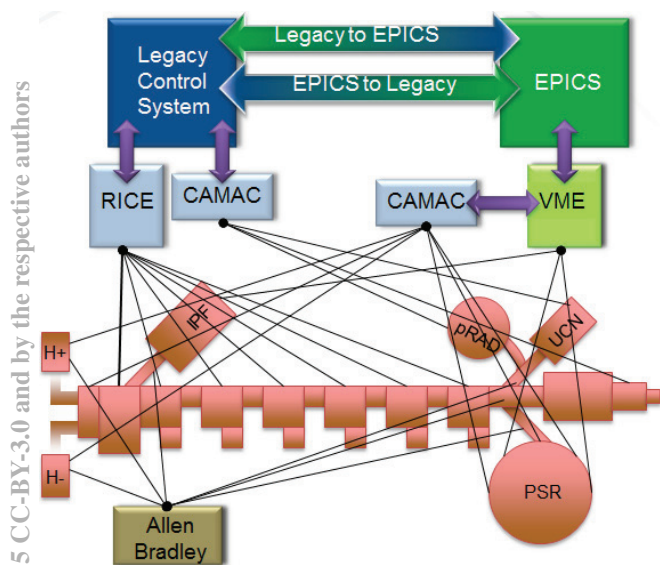 Legacy to EPICS
Legacy
Control
System
EPICS to Legacy
EPICS
RICE
CAMAC
CAMAC
VME
IPF
pRAD
UCN
H+
H-
PSR
Allen
Bradley
5 CC-BY-3.0 and by the respective authors